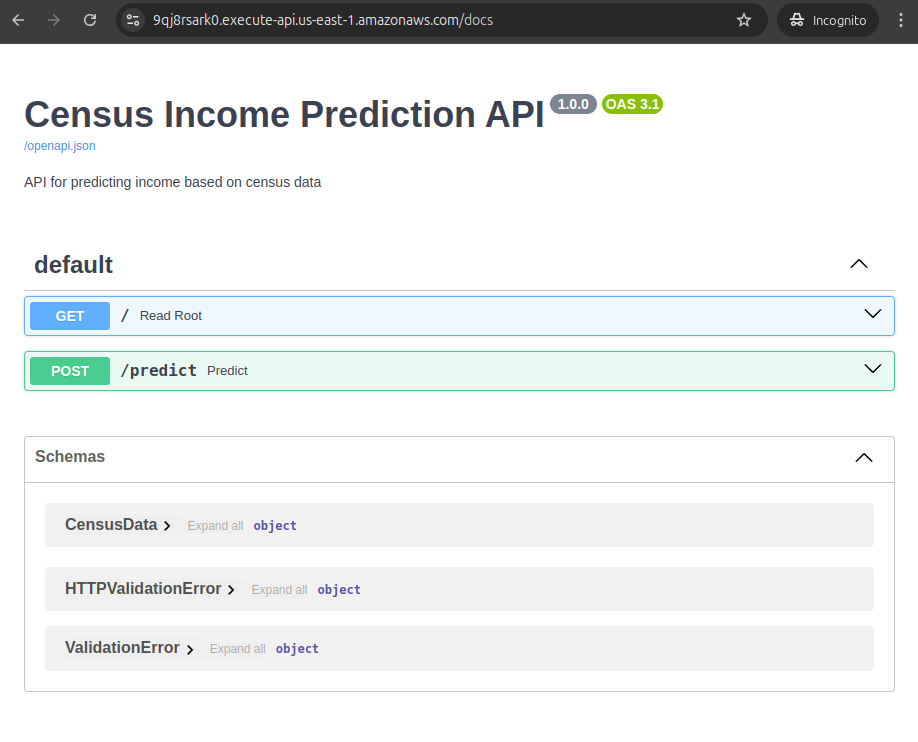 9qj8rsark0.execute-api.us-east-1.amazonaws.com/docs Incognito
Census Income Prediction API 1.0.0 OAS 3.1
/openapi.json
API for predicting income based on census data
default
GET / Read Root
POST /predict Predict
Schemas
CensusData Expand all object
HTTPValidationError Expand all object
ValidationError Expand all object